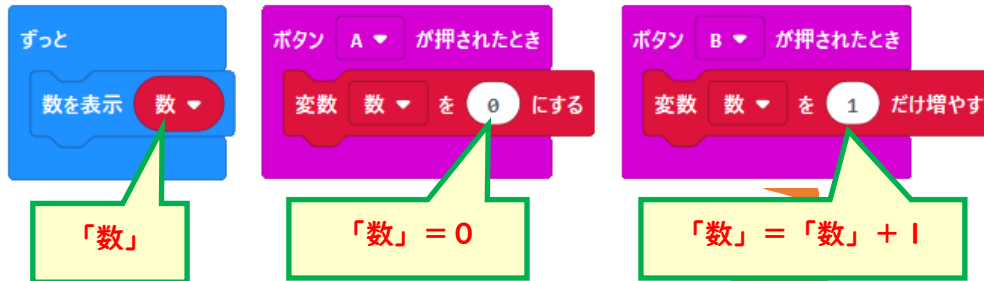 ずっと
数を表示 数
「数」
ボタン A が押されたとき
変数 数 を 0 にする
「数」＝０
ボタン B が押されたとき
変数 数 を 1 だけ増やす
「数」＝「数」＋１